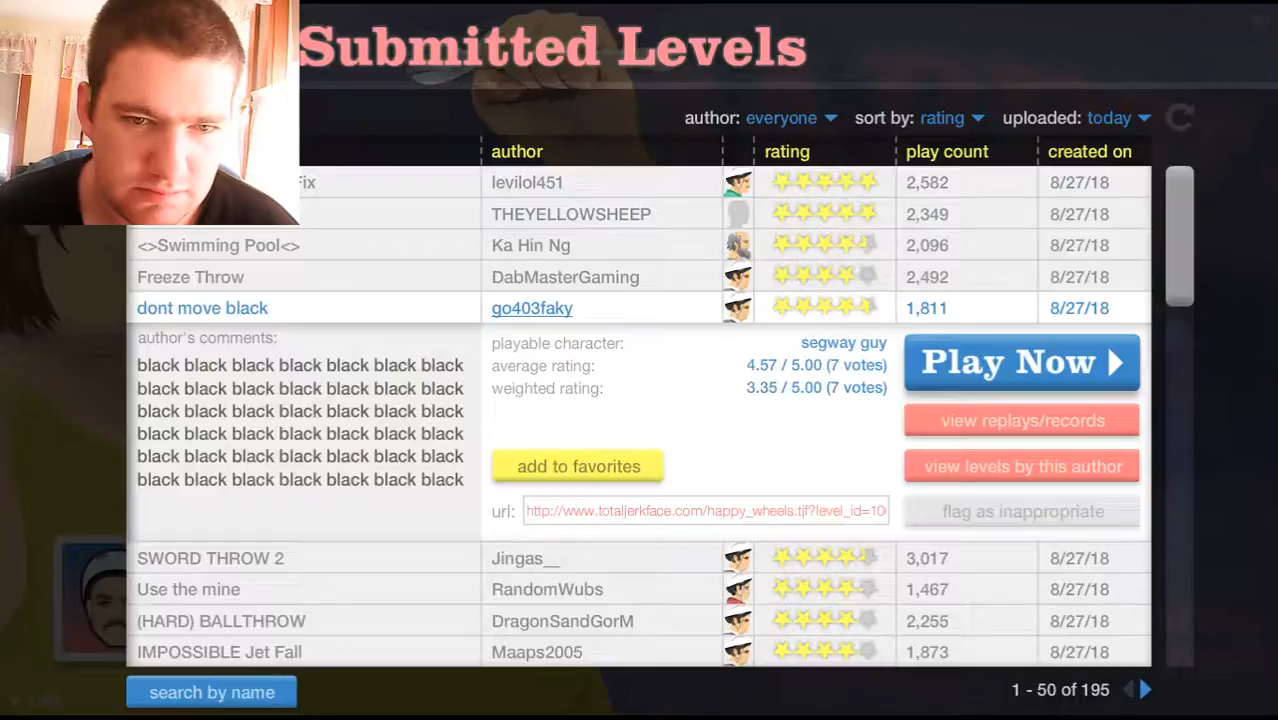 Submitted Levels
author: everyone sort by: rating uploaded: today
author rating play count created on
ix levilol451 2,582 8/27/18
THEYELLOWSHEEP 2,349 8/27/18
<>Swimming Pool<> Ka Hin Ng 2,096 8/27/18
Freeze Throw DabMasterGaming 2,492 8/27/18
dont move black go403faky 1,811 8/27/18
author's comments:
black black black black black black black
black black black black black black black
black black black black black black black
black black black black black black black
black black black black black black black
black black black black black black black
playable character: segway guy
average rating: 4.57 / 5.00 (7 votes)
weighted rating: 3.35 / 5.00 (7 votes)
add to favorites
url: http://www.totaljerkface.com/happy_wheels.tjf?level_id=10
Play Now
view replays/records
view levels by this author
flag as inappropriate
SWORD THROW 2 Jingas__ 3,017 8/27/18
Use the mine RandomWubs 1,467 8/27/18
(HARD) BALLTHROW DragonSandGorM 2,255 8/27/18
IMPOSSIBLE Jet Fall Maaps2005 1,873 8/27/18
search by name 1 - 50 of 195